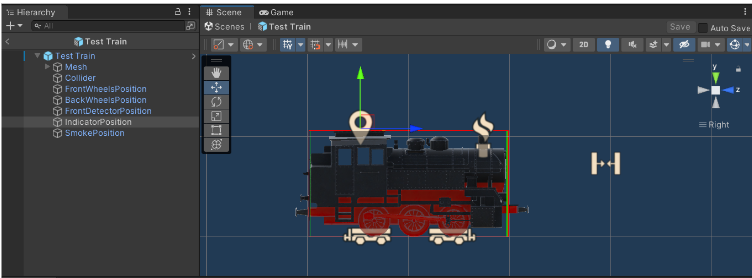 Hierarchy
All
Test Train
Test Train
Mesh
Collider
FrontWheelsPosition
BackWheelsPosition
FrontDetectorPosition
IndicatorPosition
SmokePosition
Scene
Game
Scenes
Test Train
Save
Auto Save
2D
y
z
Right